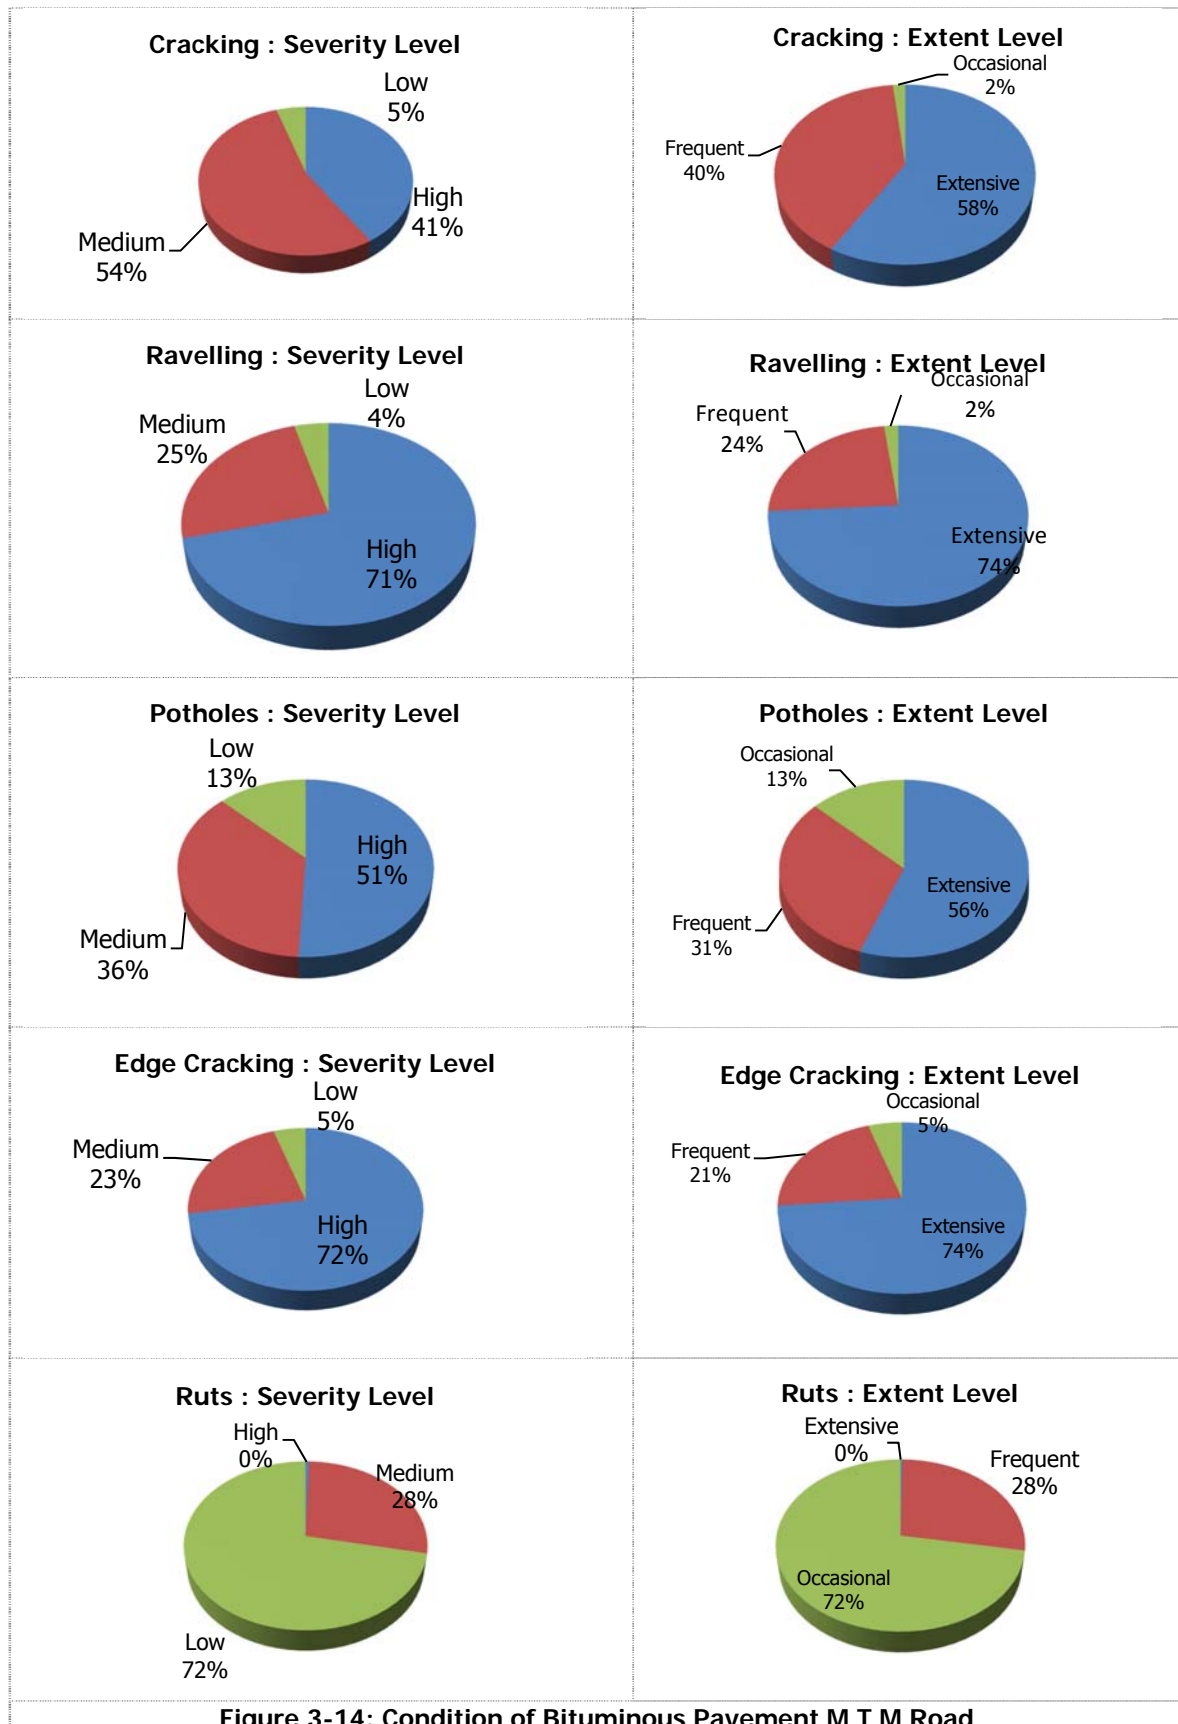 Cracking : Severity Level
Low
5%
High
41%
Medium
54%
Cracking : Extent Level
Occasional
2%
Frequent
40%
Extensive
58%
Ravelling : Severity Level
Low
4%
Medium
25%
High
71%
Ravelling : Extent Level
Occasional
2%
Frequent
24%
Extensive
74%
Potholes : Severity Level
Low
13%
High
51%
Medium
36%
Potholes : Extent Level
Occasional
13%
Extensive
56%
Frequent
31%
Edge Cracking : Severity Level
Low
5%
Medium
23%
High
72%
Edge Cracking : Extent Level
Occasional
5%
Frequent
21%
Extensive
74%
Ruts : Severity Level
High
0%
Medium
28%
Low
72%
Ruts : Extent Level
Extensive
0%
Frequent
28%
Occasional
72%
Figure 3-14: Condition of Bituminous Pavement M T M Road